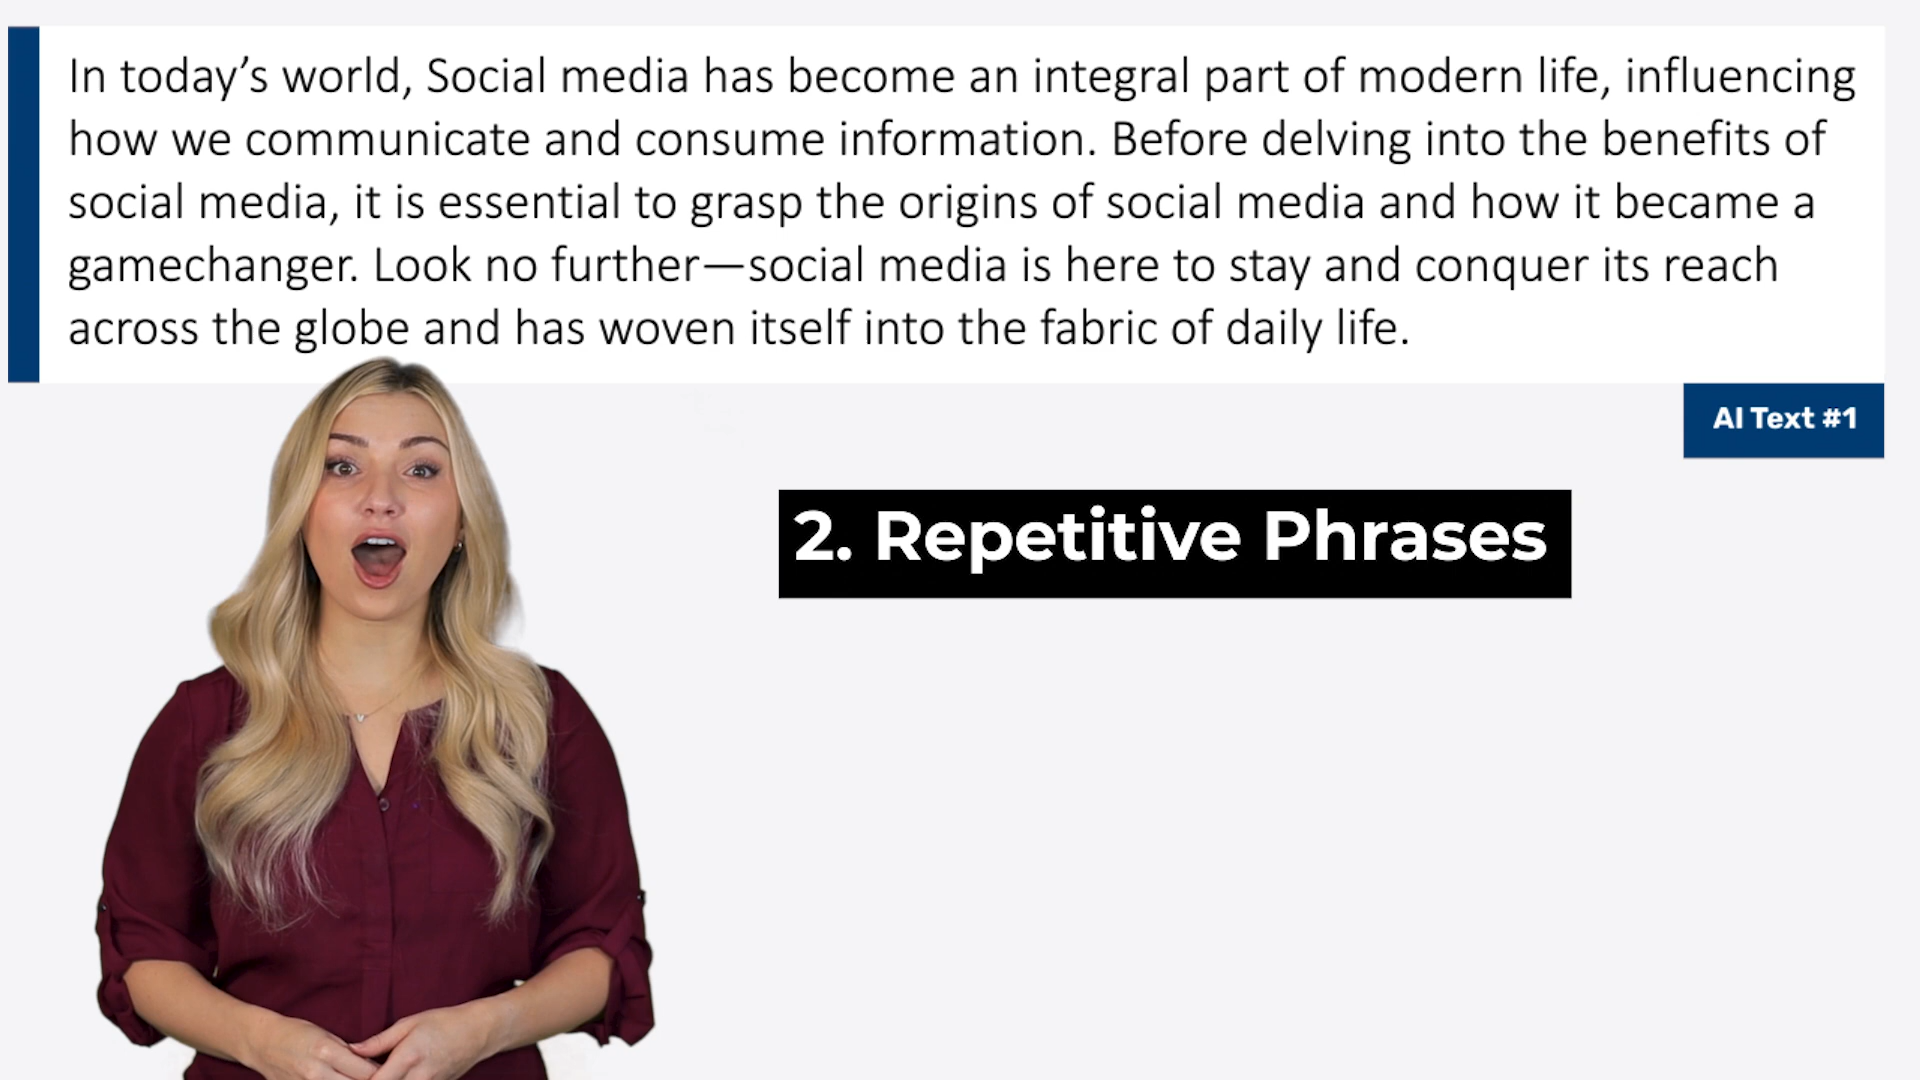 In today’s world, Social media has become an integral part of modern life, influencing
how we communicate and consume information. Before delving into the benefits of
social media, it is essential to grasp the origins of social media and how it became a
gamechanger. Look no further—social media is here to stay and conquer its reach
across the globe and has woven itself into the fabric of daily life.
AI Text #1
2. Repetitive Phrases